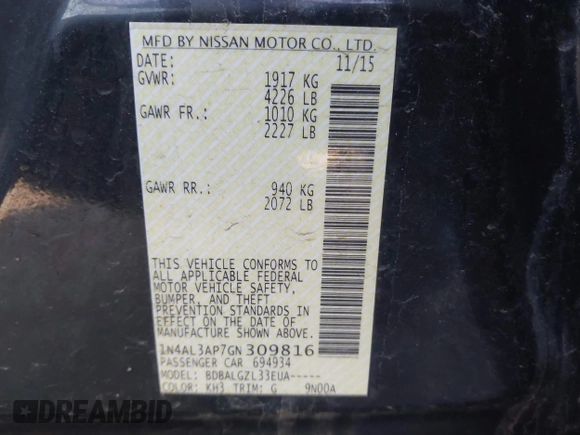 MFD BY NISSAN MOTOR CO., LTD.
DATE: 11/15
GVWR: 1917 KG
4226 LB
GAWR FR.: 1010 KG
2227 LB
GAWR RR.: 940 KG
2072 LB
THIS VEHICLE CONFORMS TO
ALL APPLICABLE FEDERAL
MOTOR VEHICLE SAFETY,
BUMPER, AND THEFT
PREVENTION STANDARDS IN
EFFECT ON THE DATE OF
MANUFACTURE SHOWN ABOVE.
1N4AL3AP7GN309816
PASSENGER CAR 694934
MODEL: BDBALGZL33EUA-----
COLOR: KH3 TRIM: G 9N00A
DREAMBID